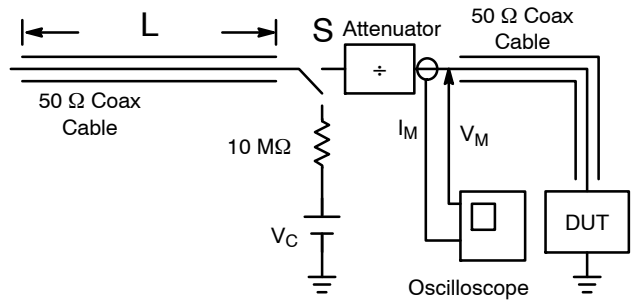 L
S
Attenuator
÷
50 Ω Coax
Cable
50 Ω Coax
Cable
10 MΩ
I_M
V_M
V_C
DUT
Oscilloscope